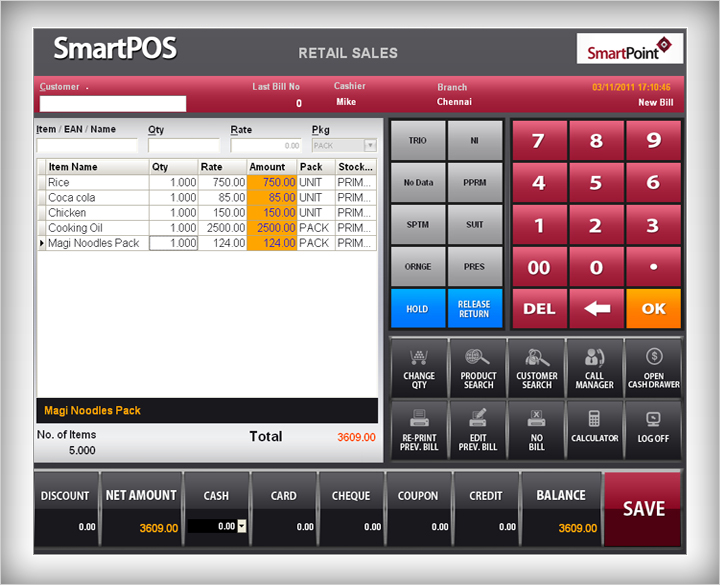 SmartPOS
RETAIL SALES
SmartPoint
Customer .
Last Bill No
Cashier
Branch
03/11/2011 17:10:46
0
Mike
Chennai
New Bill
Item / EAN / Name Qty Rate Pkg
0.00 PACK
Item Name Qty Rate Amount Pack Stock...
Rice 1.000 750.00 750.00 UNIT PRIM...
Coca cola 1.000 85.00 85.00 UNIT PRIM...
Chicken 1.000 150.00 150.00 UNIT PRIM...
Cooking Oil 1.000 2500.00 2500.00 PACK PRIM...
Magi Noodles Pack 1.000 124.00 124.00 PACK PRIM...
Magi Noodles Pack
No. of Items Total 3609.00
5.000
TRIO NI
No Data PPRM
SPTM SUIT
ORNGE PRES
HOLD RELEASE
RETURN
7 8 9
4 5 6
1 2 3
00 0 .
DEL OK
CHANGE
QTY
PRODUCT
SEARCH
CUSTOMER
SEARCH
CALL
MANAGER
$
OPEN
CASH DRAWER
RE-PRINT
PREV. BILL
EDIT
PREV. BILL
NO
BILL
CALCULATOR
LOG OFF
DISCOUNT NET AMOUNT CASH CARD CHEQUE COUPON CREDIT BALANCE
0.00 3609.00 0.00 0.00 0.00 0.00 0.00 3609.00
SAVE